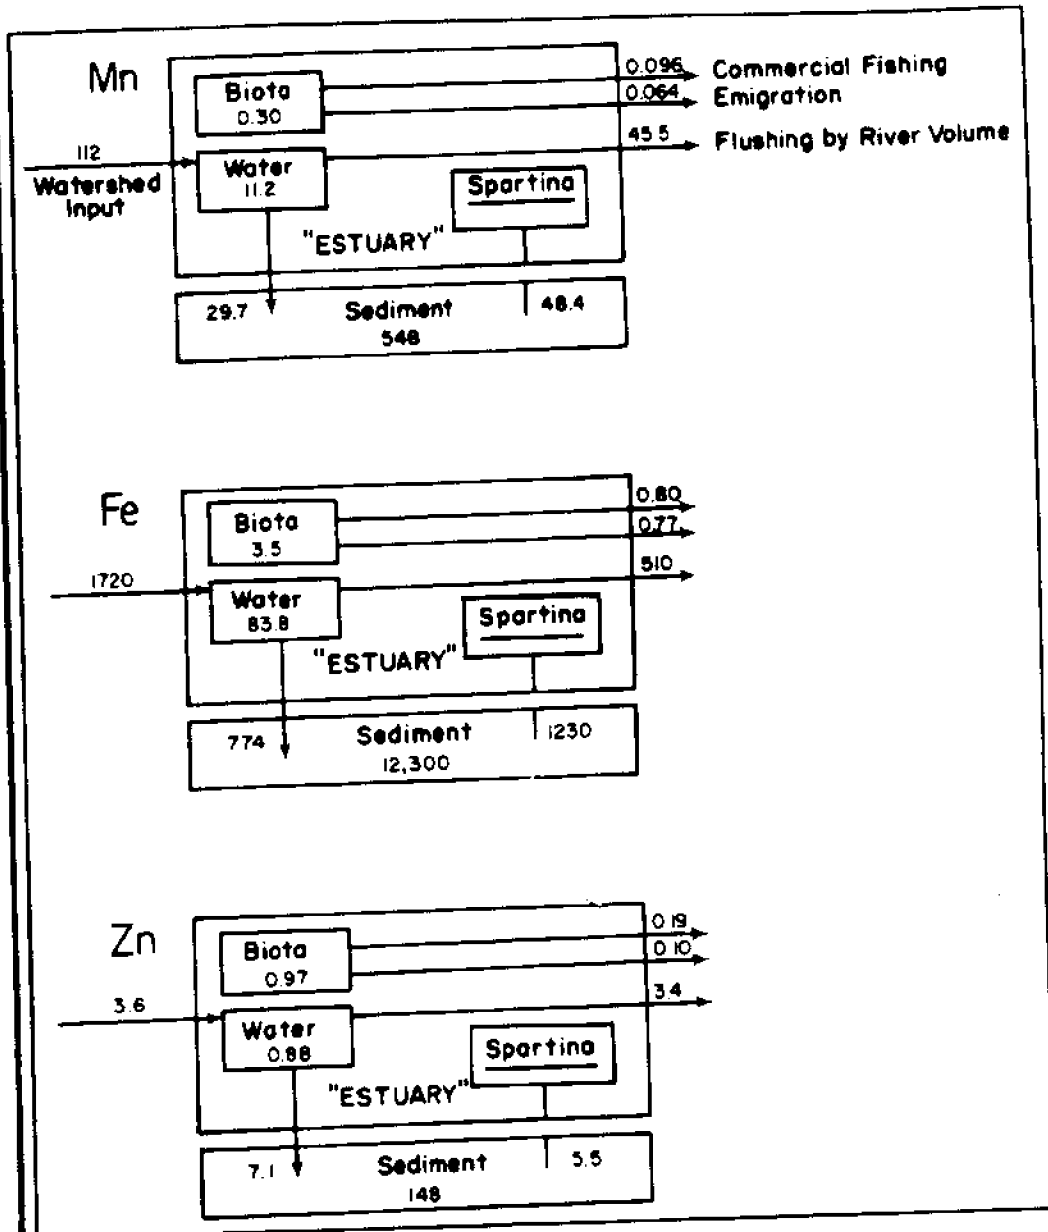 Mn
Biota
0.30
0.096 Commercial Fishing
0.064 Emigration
112
Watershed
Input
Water
11.2
45.5 Flushing by River Volume
Spartina
"ESTUARY"
29.7 Sediment 48.4
548
Fe
Biota
3.5
0.80
0.77
1720
Water
83.8
510
Spartina
"ESTUARY"
774 Sediment 1230
12,300
Zn
Biota
0.97
0.19
0.10
3.6
Water
0.88
3.4
Spartina
"ESTUARY"
7.1 Sediment 5.5
148